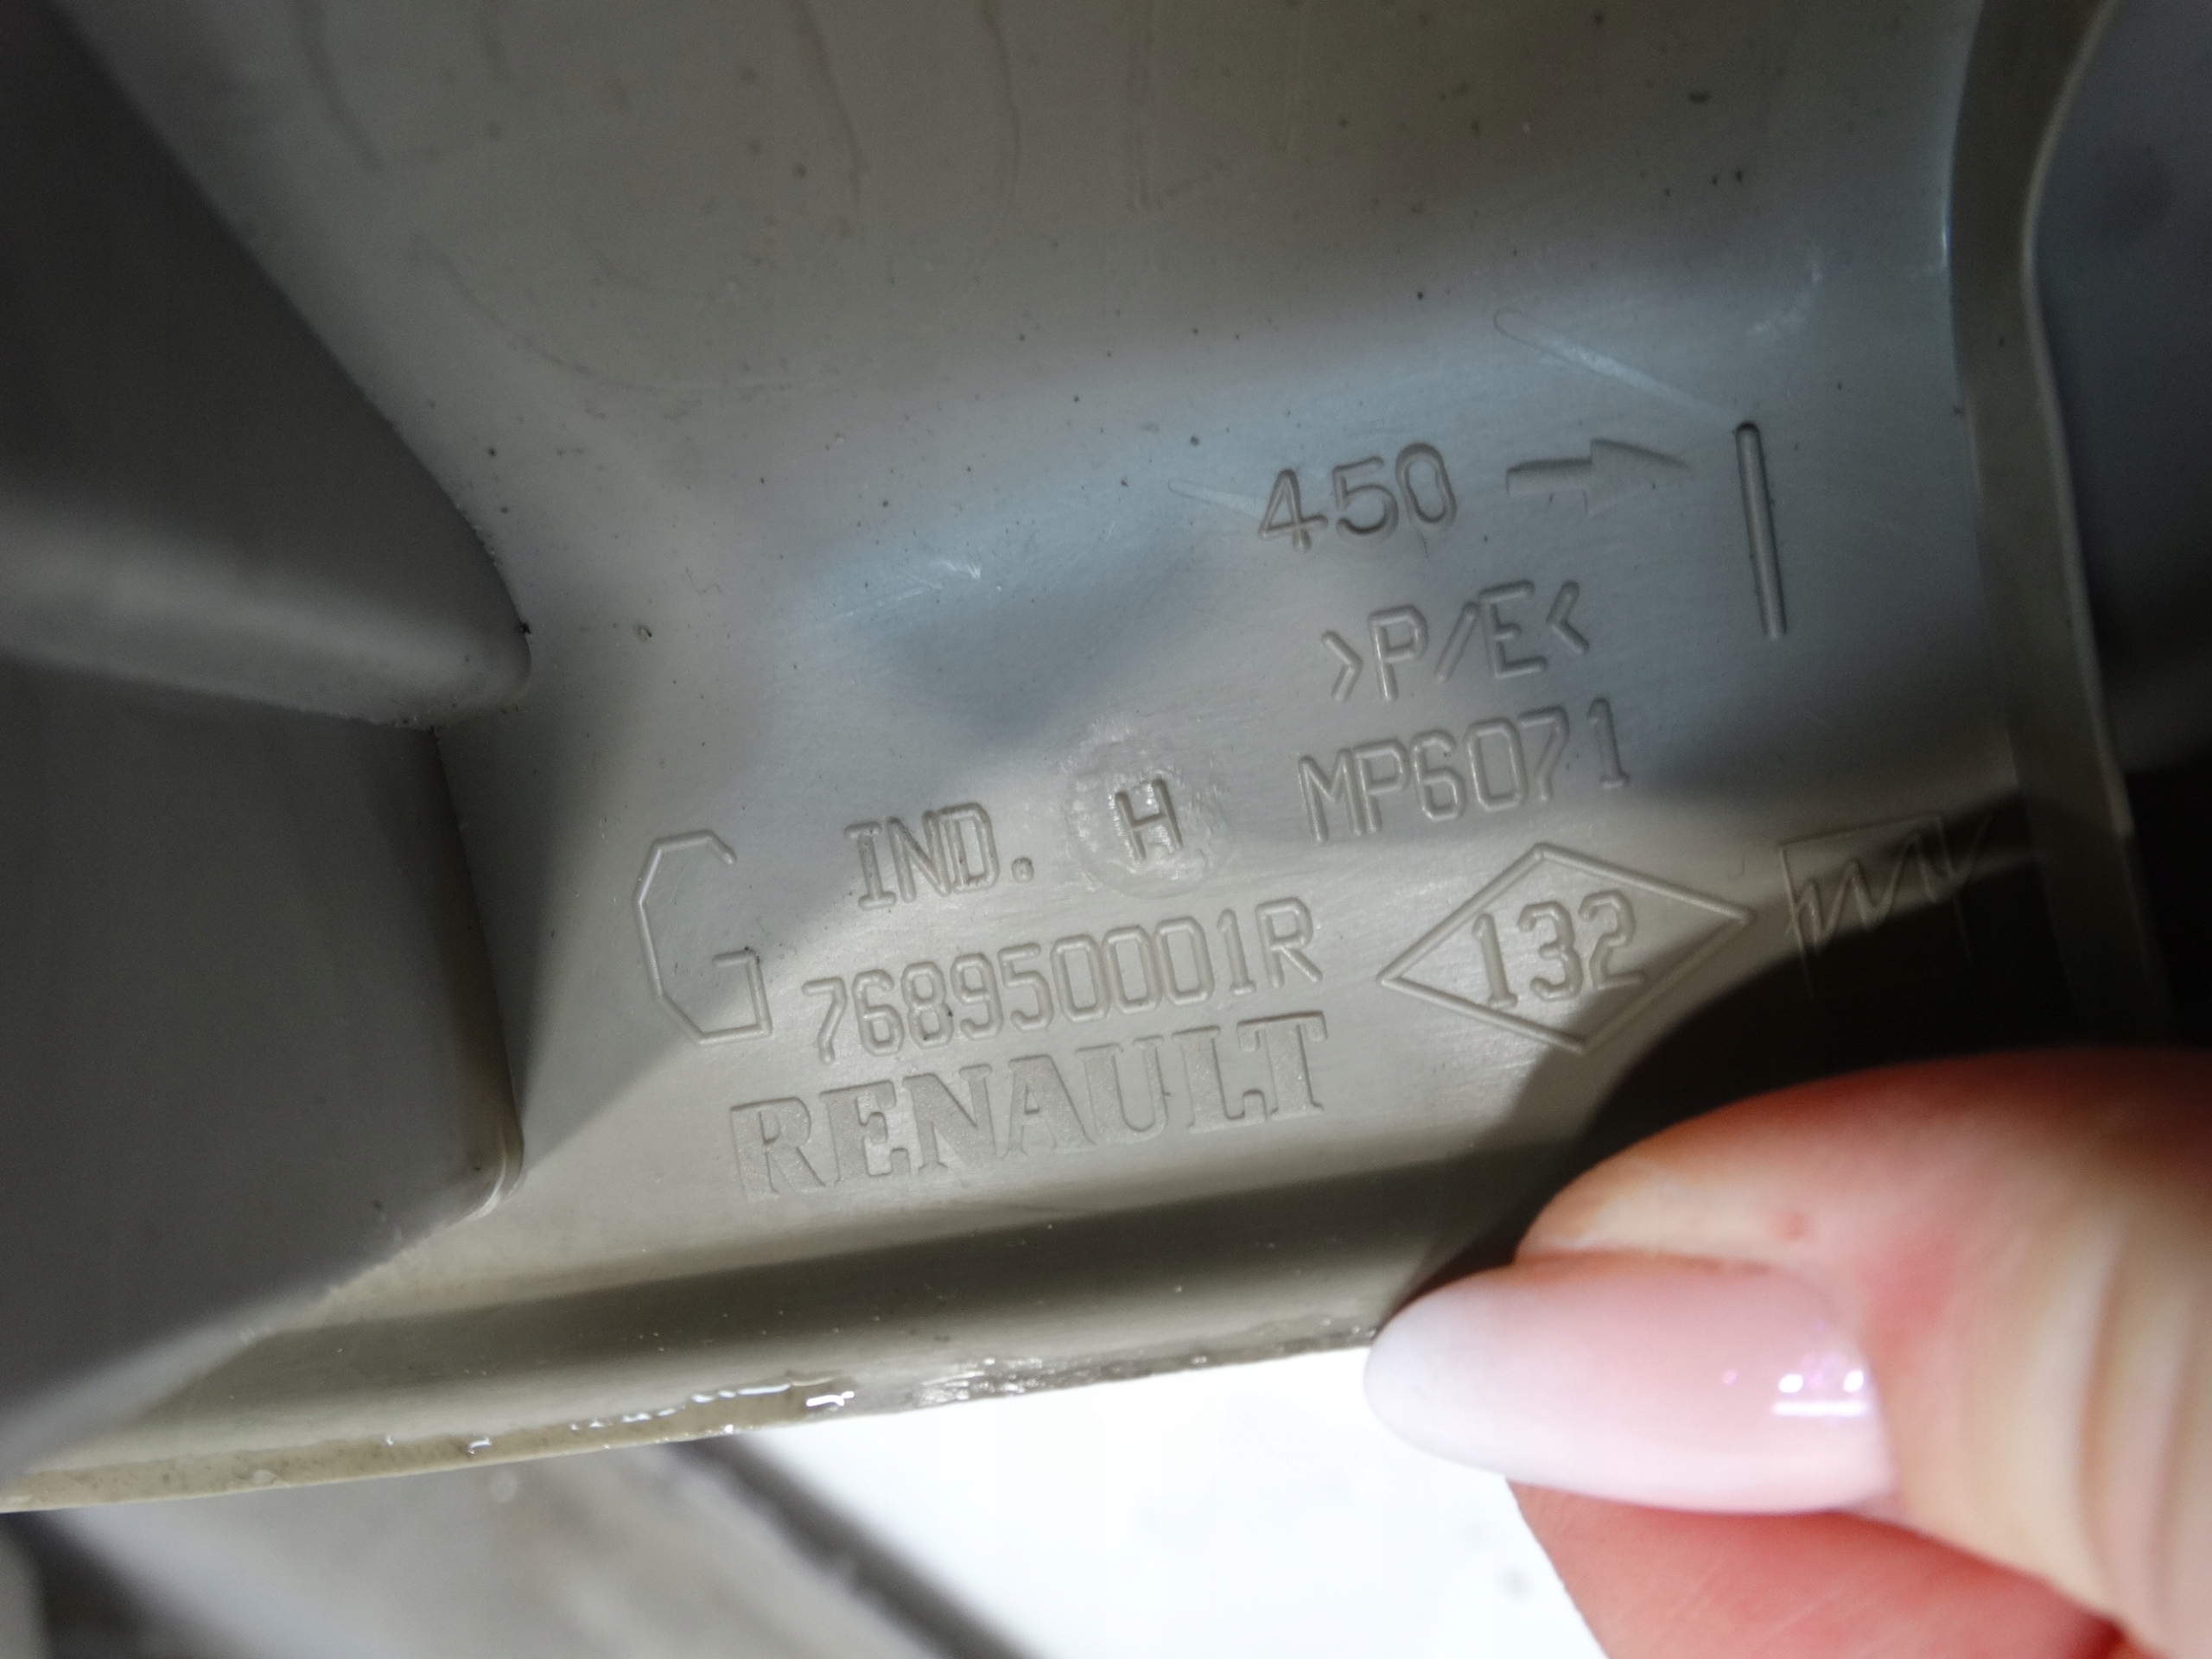 450
>P/E<
MP6071
IND. H
G
768950001R
132
RENAULT